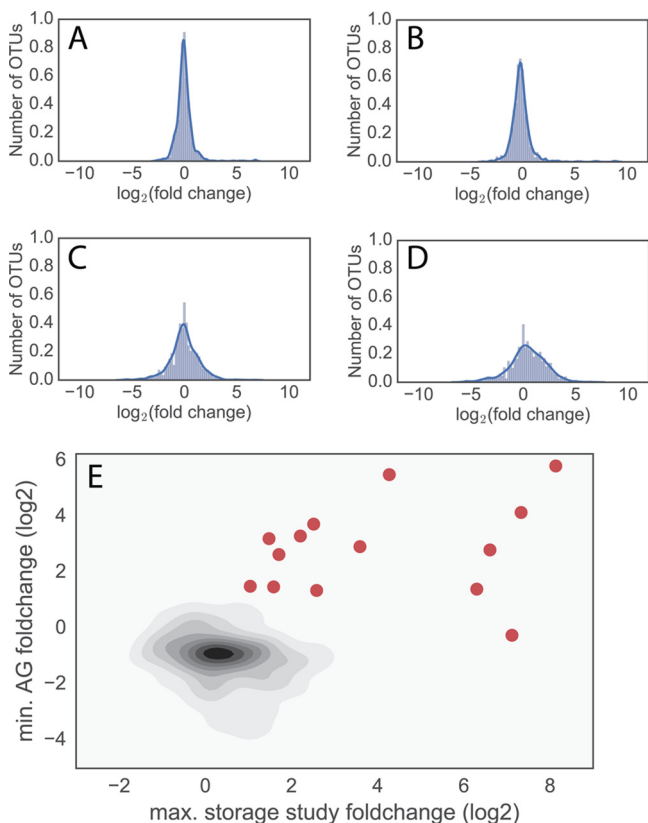 A
Number of OTUs
1.0
0.8
0.6
0.4
0.2
0.0
−10 −5 0 5 10
log2(fold change)
B
Number of OTUs
1.0
0.8
0.6
0.4
0.2
0.0
−10 −5 0 5 10
log2(fold change)
C
Number of OTUs
1.0
0.8
0.6
0.4
0.2
0.0
−10 −5 0 5 10
log2(fold change)
D
Number of OTUs
1.0
0.8
0.6
0.4
0.2
0.0
−10 −5 0 5 10
log2(fold change)
E
min. AG foldchange (log2)
6
4
2
0
−2
−4
−2 0 2 4 6 8
max. storage study foldchange (log2)